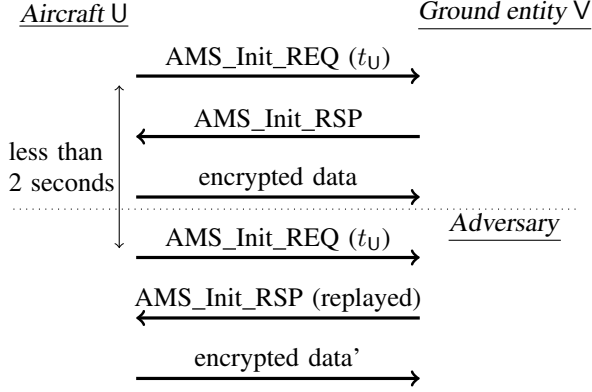 Aircraft U
Ground entity V
AMS_Init_REQ (tU)
AMS_Init_RSP
less than
2 seconds
encrypted data
Adversary
AMS_Init_REQ (tU)
AMS_Init_RSP (replayed)
encrypted data'